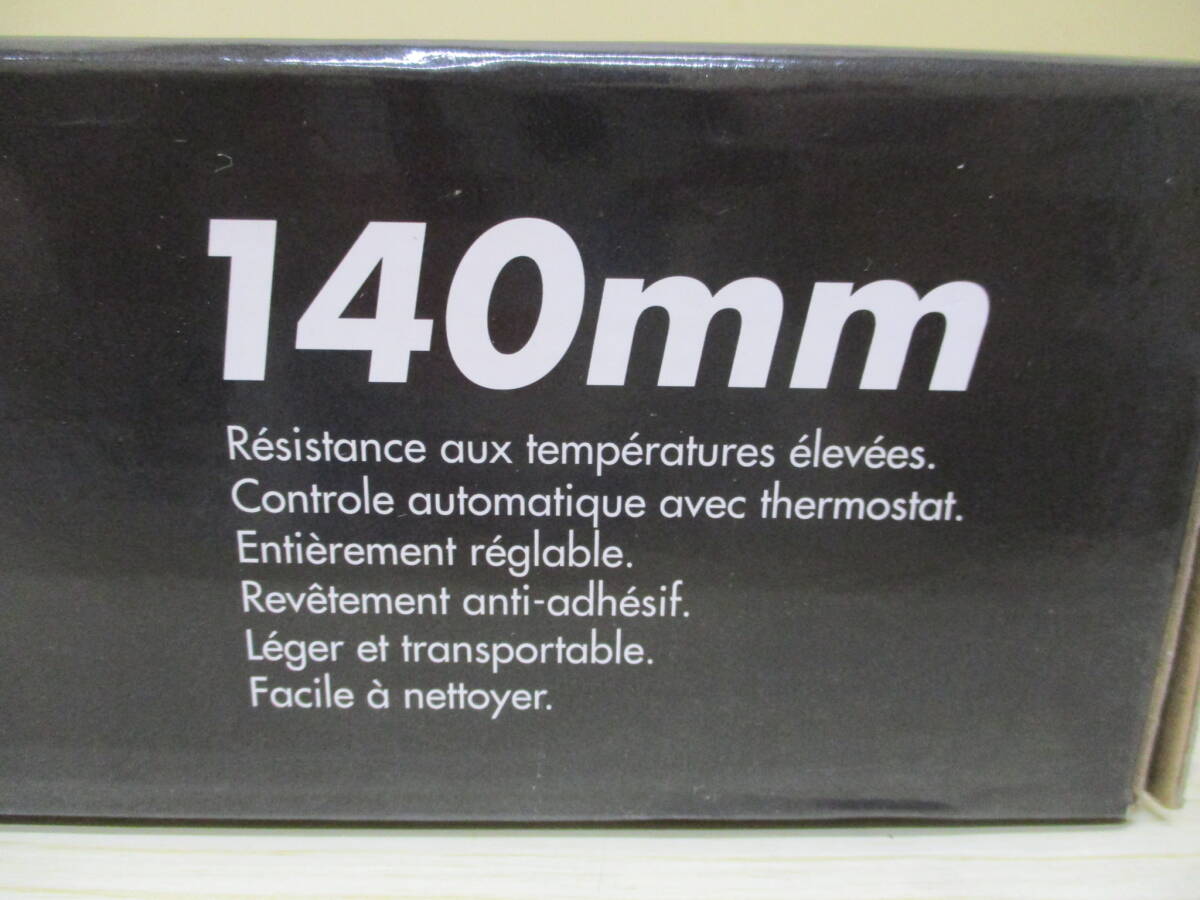 140mm
Résistance aux températures élevées.
Controle automatique avec thermostat.
Entièrement réglable.
Revêtement anti-adhésif.
Léger et transportable.
Facile à nettoyer.